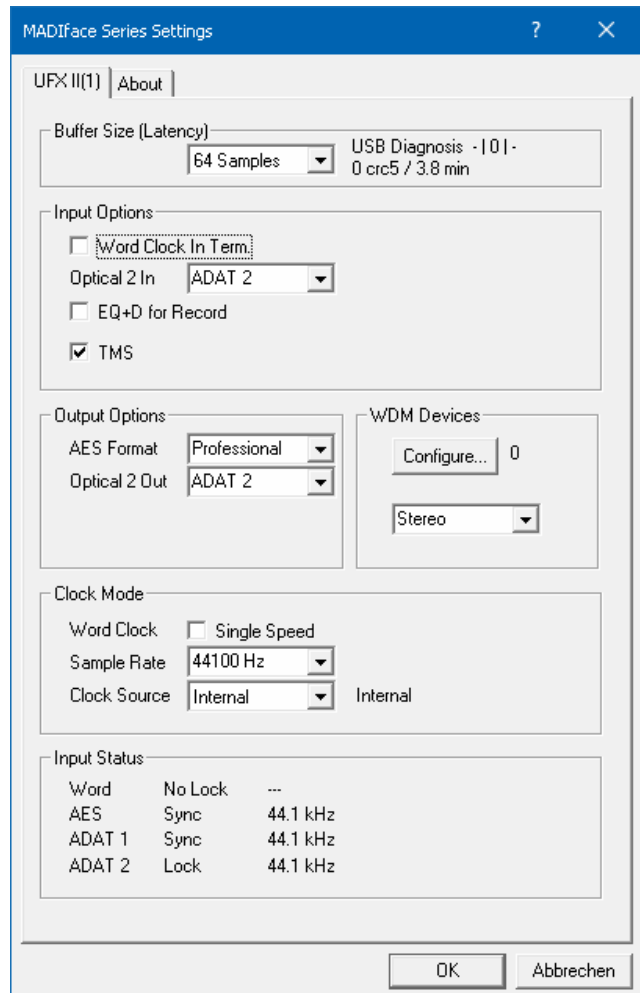 MADIface Series Settings ? ×
UFX II(1) About
Buffer Size (Latency)
64 Samples
USB Diagnosis - | 0 | -
0 crc5 / 3.8 min
Input Options
Word Clock In Term.
Optical 2 In ADAT 2
EQ+D for Record
TMS
Output Options
AES Format Professional
Optical 2 Out ADAT 2
WDM Devices
Configure... 0
Stereo
Clock Mode
Word Clock Single Speed
Sample Rate 44100 Hz
Clock Source Internal Internal
Input Status
Word No Lock ---
AES Sync 44.1 kHz
ADAT 1 Sync 44.1 kHz
ADAT 2 Lock 44.1 kHz
OK Abbrechen